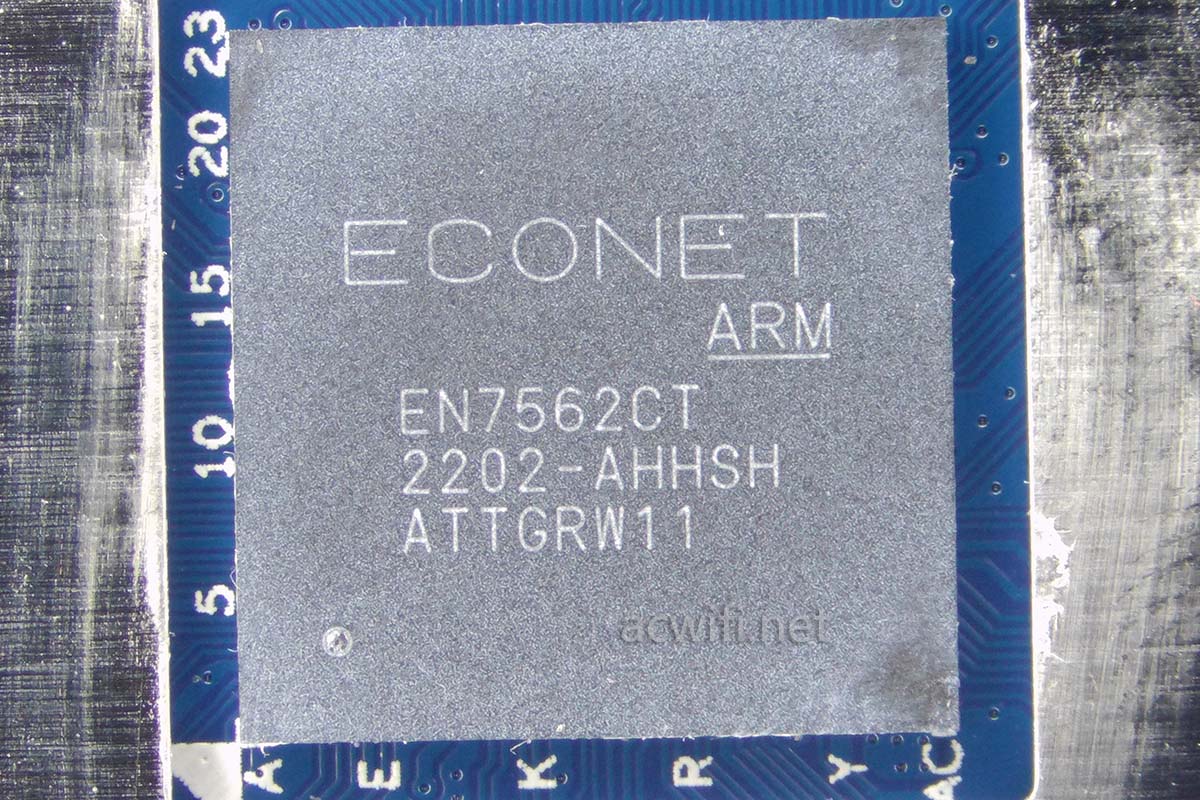 23
20
15
10
5
ECONET
ARM
EN7562CT
2202-AHHSH
ATTGRW11
acwifi.net
A E K R Y AC